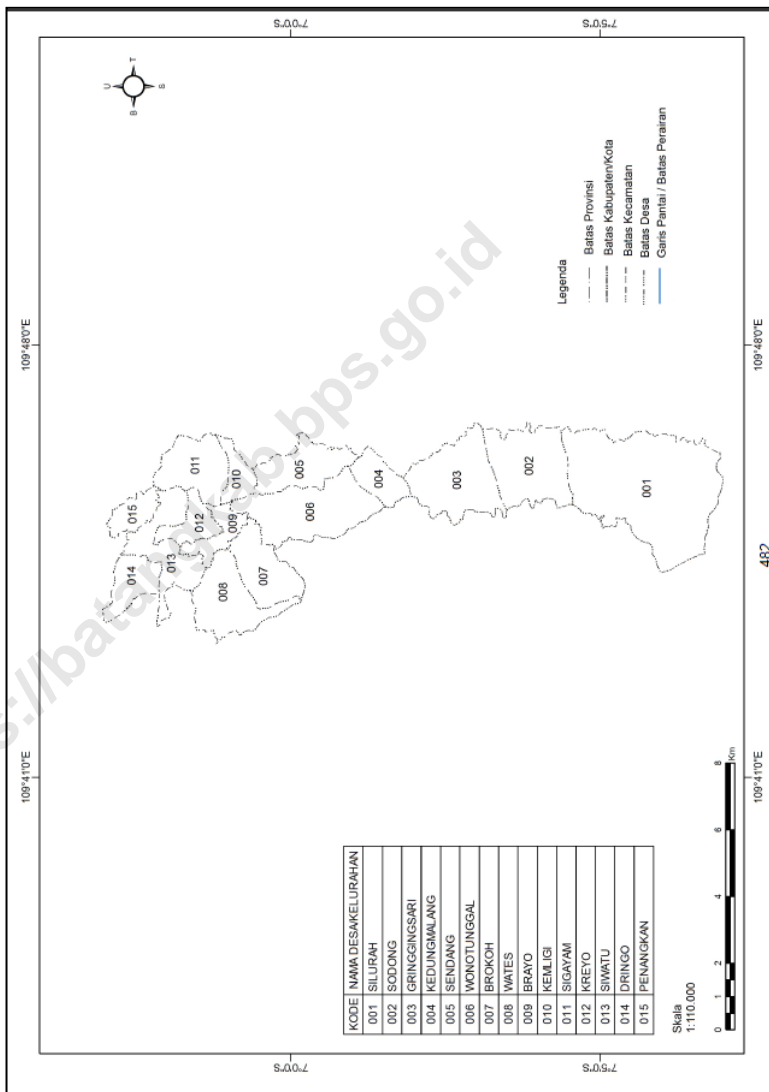 7°0'0"S
7°5'0"S
109°48'0"E
109°41'0"E
U
T
S
B
Legenda
Batas Provinsi
Batas Kabupaten/Kota
Batas Kecamatan
Batas Desa
Garis Pantai / Batas Perairan
015
014
011
013
012
010
009
008
007
005
006
004
003
002
001
KODE NAMA DESA/KELURAHAN
001 SILURAH
002 SODONG
003 GRINGGINGSARI
004 KEDUNGMALANG
005 SENDANG
006 WONOTUNGGAL
007 BROKOH
008 WATES
009 BRAYO
010 KEMLIGI
011 SIGAYAM
012 KREYO
013 SIWATU
014 DRINGO
015 PENANGKAN
Skala
1:110.000
0 1 2 4 6 8
Km
109°48'0"E
109°41'0"E
7°0'0"S
7°5'0"S
482
s://batangkab.bps.go.id